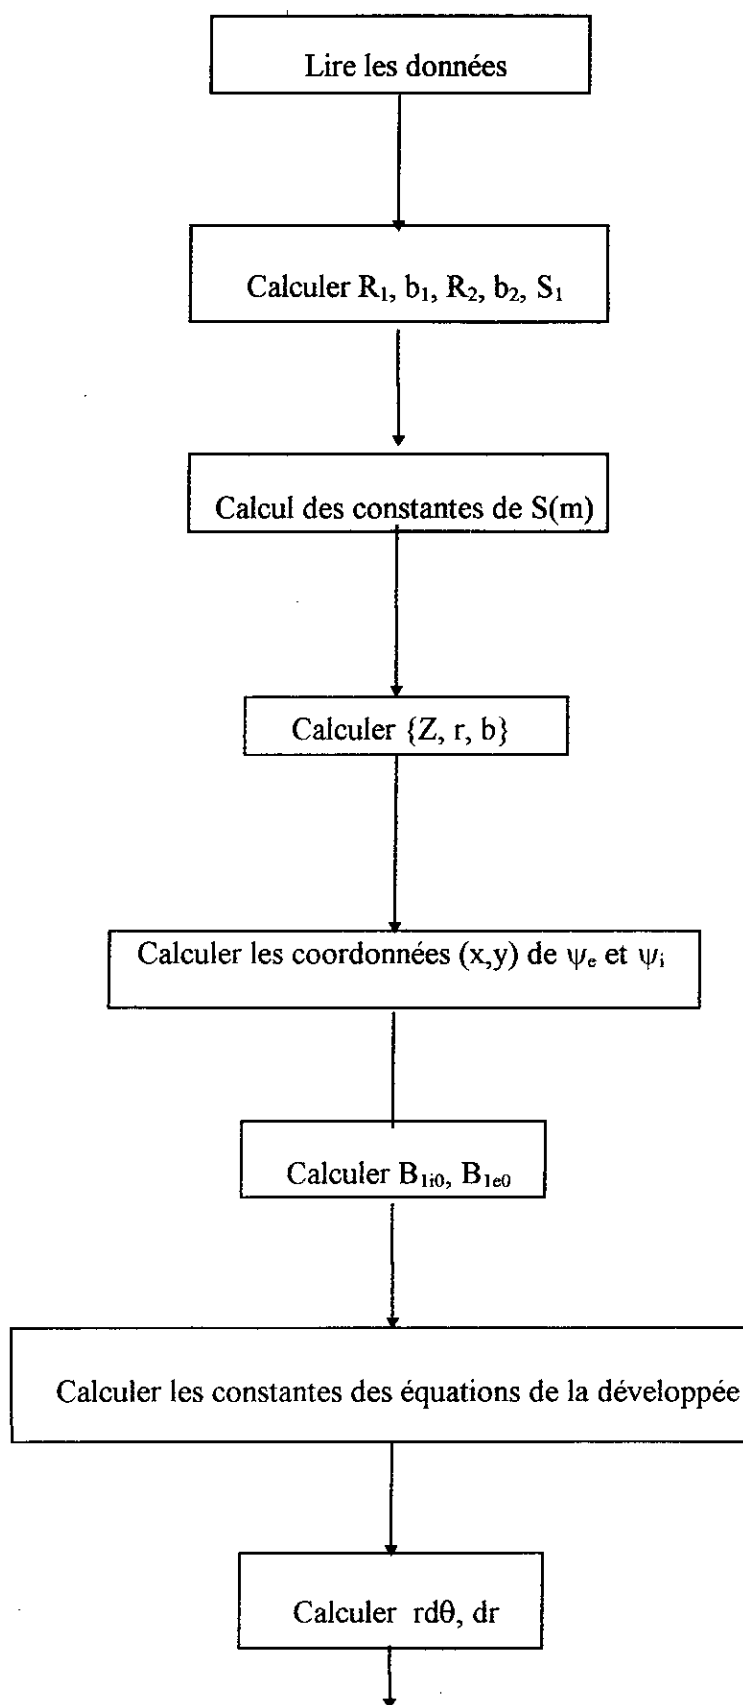 Lire les données
Calculer R₁, b₁, R₂, b₂, S₁
Calcul des constantes de S(m)
Calculer {Z, r, b}
Calculer les coordonnées (x,y) de ψₑ et ψᵢ
Calculer B₁ᵢ₀, B₁ₑ₀
Calculer les constantes des équations de la développée
Calculer rdθ, dr